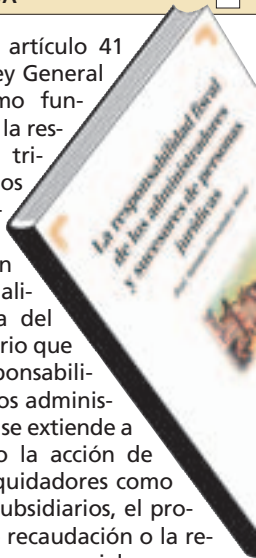 A
artículo 41
ey General
mo fun-
la res-
tri-
os
n
ali-
a del
rio que
ponsabili-
os adminis-
se extiende a
o la acción de
quidadores como
ubsidiarios, el pro-
recaudación o la re-
La responsabilidad fiscal
de los administradores
y sucesores de personas
jurídicas